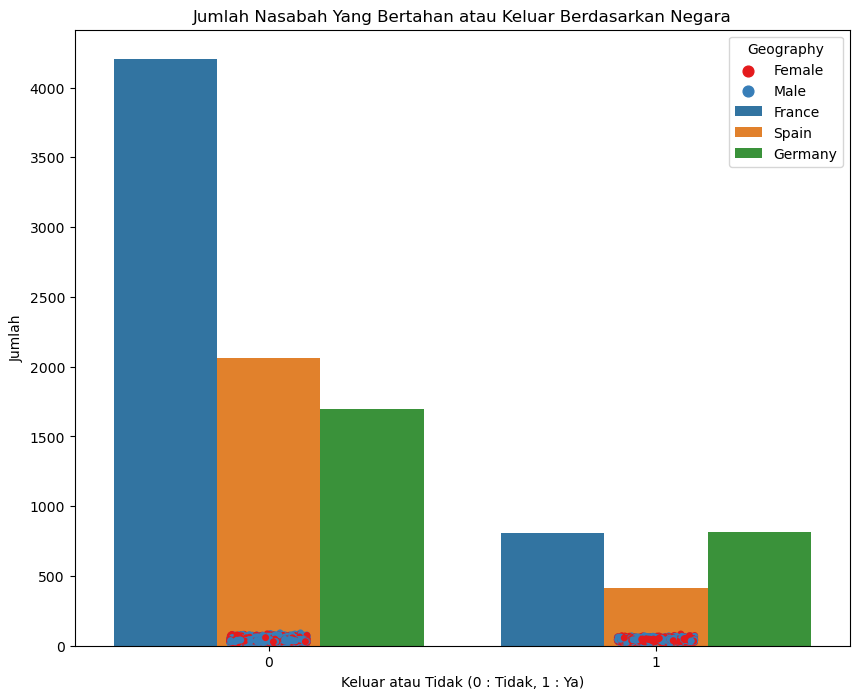 Jumlah Nasabah Yang Bertahan atau Keluar Berdasarkan Negara
Geography
Female
Male
France
Spain
Germany
Jumlah
4000
3500
3000
2500
2000
1500
1000
500
0
0
1
Keluar atau Tidak (0 : Tidak, 1 : Ya)